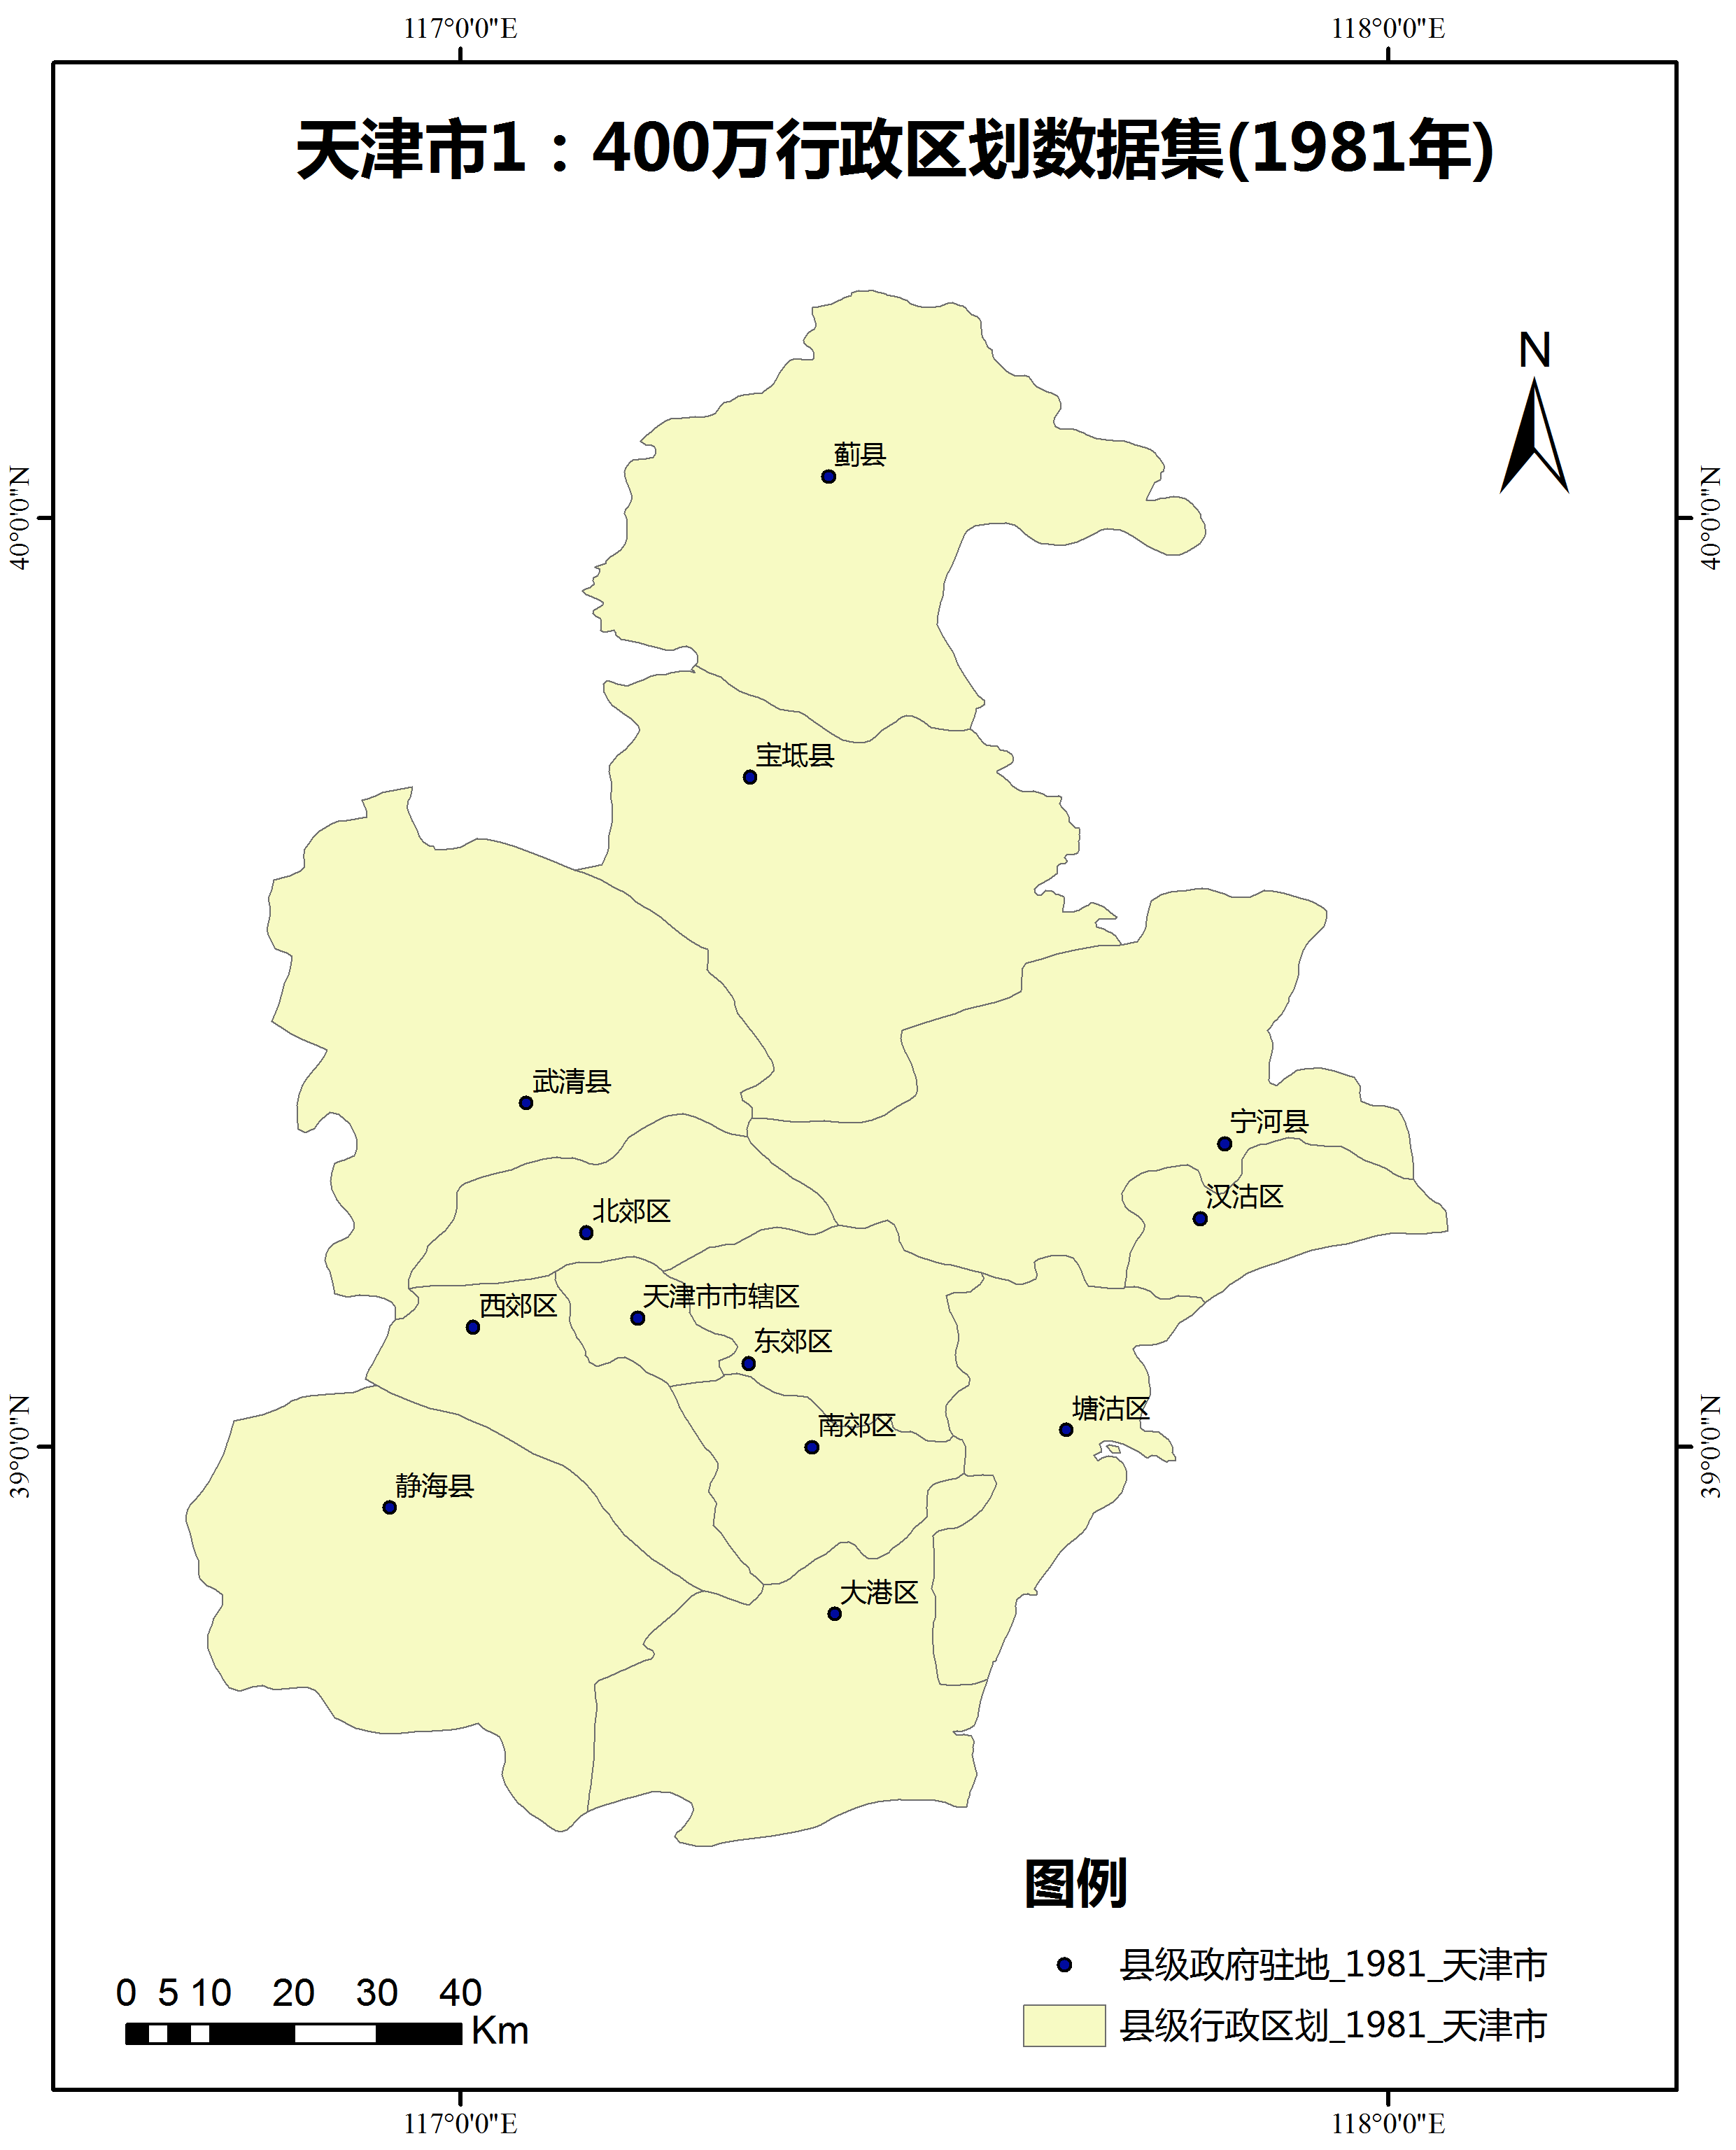 117°0'0"E
118°0'0"E
天津市1：400万行政区划数据集(1981年)
N
蓟县
40°0'0"N
40°0'0"N
宝坻县
武清县
宁河县
汉沽区
北郊区
天津市市辖区
西郊区
东郊区
塘沽区
南郊区
39°0'0"N
39°0'0"N
静海县
大港区
图例
县级政府驻地_1981_天津市
县级行政区划_1981_天津市
0 5 10 20 30 40
Km
117°0'0"E
118°0'0"E